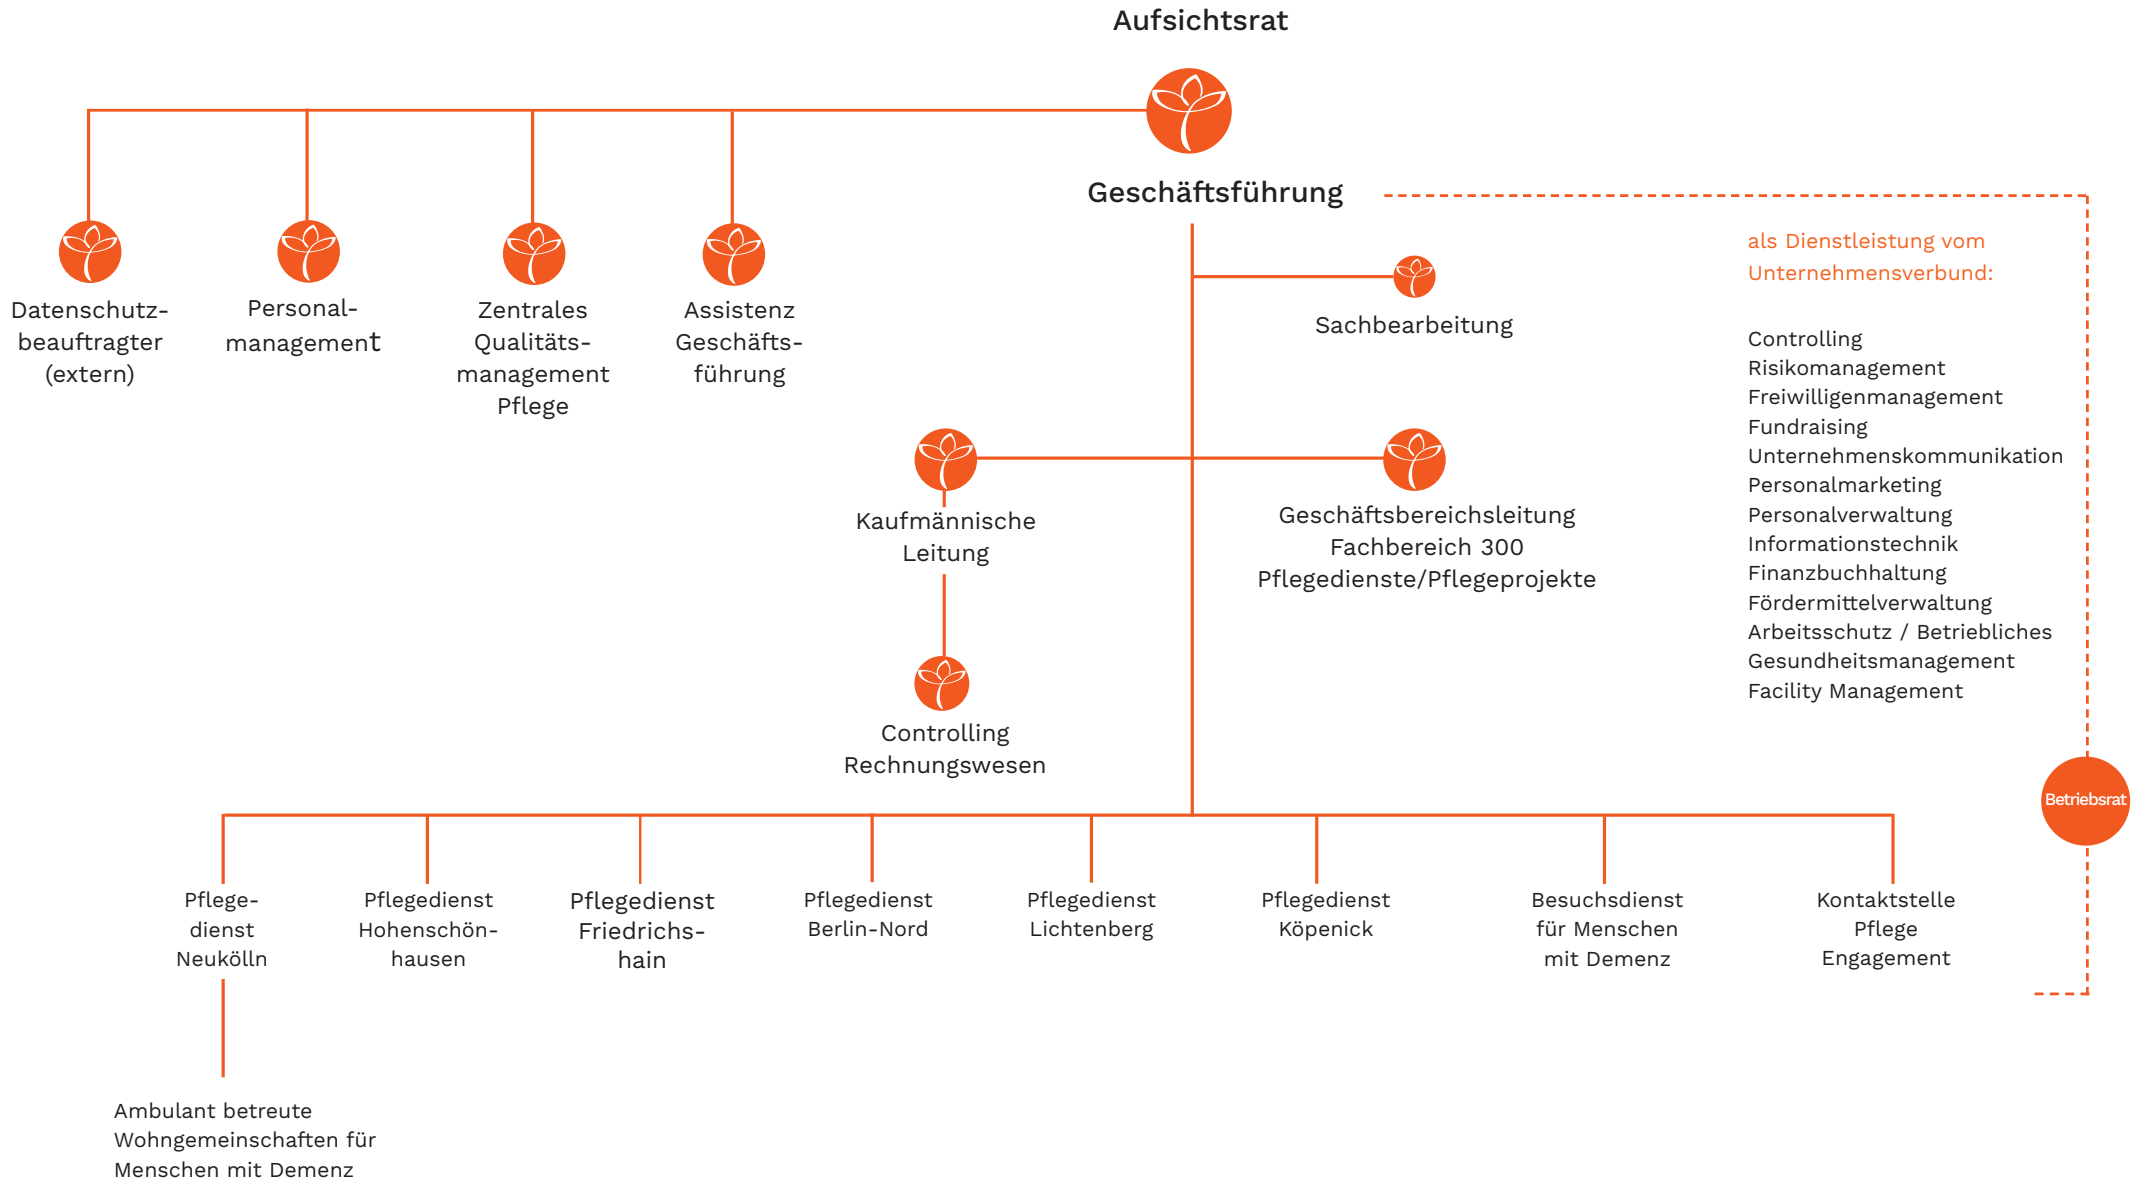 Aufsichtsrat
Geschäftsführung
Datenschutz-
beauftragter
(extern)
Personal-
management
Zentrales
Qualitäts-
management
Pflege
Assistenz
Geschäfts-
führung
Sachbearbeitung
als Dienstleistung vom
Unternehmensverbund:
Controlling
Risikomanagement
Freiwilligenmanagement
Fundraising
Unternehmenskommunikation
Personalmarketing
Personalverwaltung
Informationstechnik
Finanzbuchhaltung
Fördermittelverwaltung
Arbeitsschutz / Betriebliches
Gesundheitsmanagement
Facility Management
Kaufmännische
Leitung
Geschäftsbereichsleitung
Fachbereich 300
Pflegedienste/Pflegeprojekte
Controlling
Rechnungswesen
Betriebsrat
Pflege-
dienst
Neukölln
Pflegedienst
Hohenschön-
hausen
Pflegedienst
Friedrichs-
hain
Pflegedienst
Berlin-Nord
Pflegedienst
Lichtenberg
Pflegedienst
Köpenick
Besuchsdienst
für Menschen
mit Demenz
Kontaktstelle
Pflege
Engagement
Ambulant betreute
Wohngemeinschaften für
Menschen mit Demenz